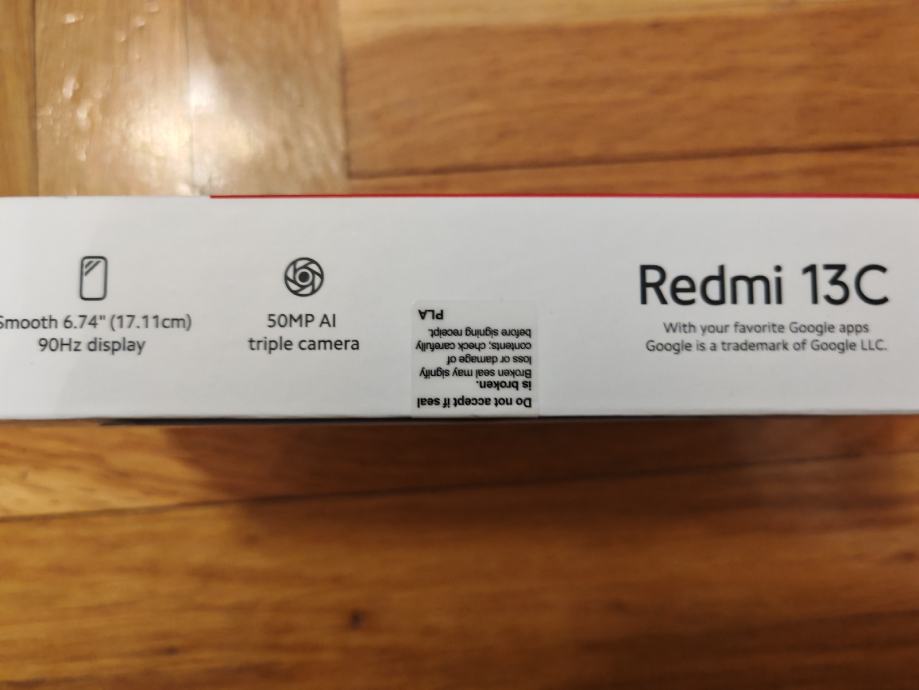 Smooth 6.74" (17.11cm)
90Hz display
50MP AI
triple camera
Do not accept if seal
is broken.
Broken seal may signify
loss or damage of
contents, check carefully
before signing receipt.
PLA
Redmi 13C
With your favorite Google apps
Google is a trademark of Google LLC.